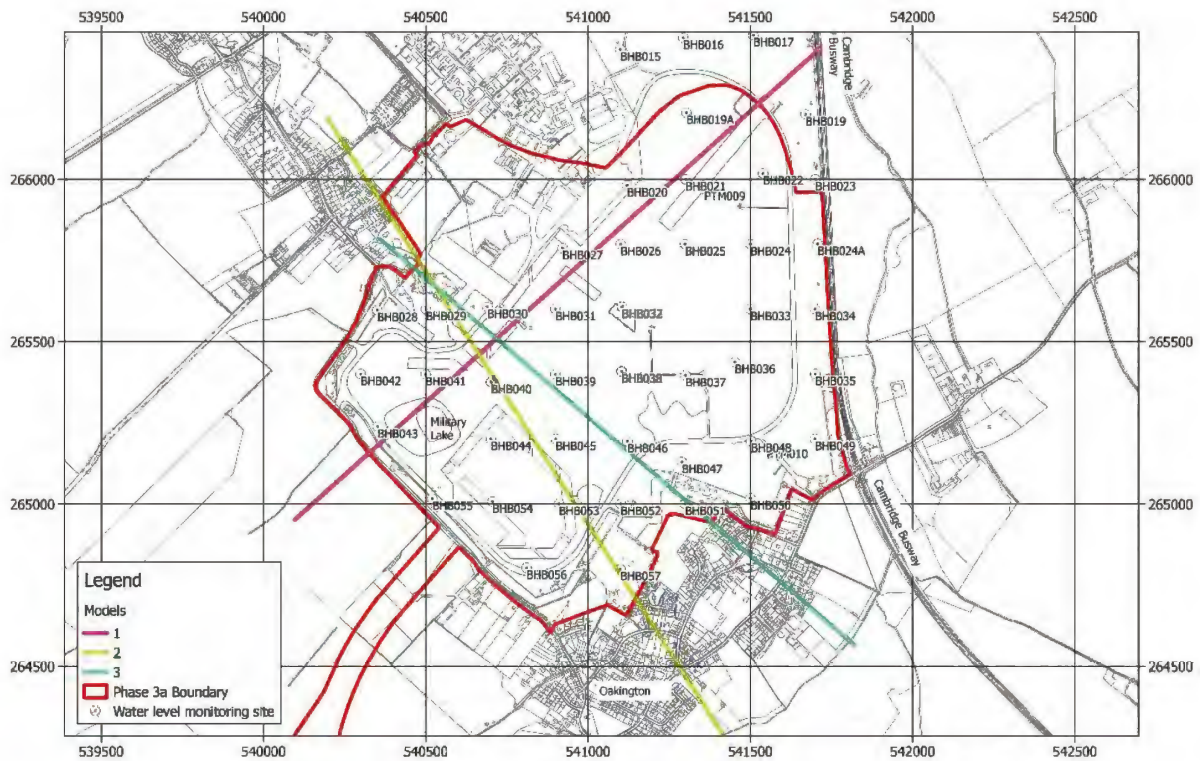 539500 540000 540500 541000 541500 542000 542500
BHB016 BHB017
BHB015
Cambridge
Busway
BHB019A BHB019
266000 266000
BHB020 BHB021 BHB022 BHB023
PTM009
BHB027 BHB026 BHB025 BHB024 BHB024A
BHB028 BHB029 BHB030 BHB031 BHB032 BHB033 BHB034
265500 265500
BHB036
BHB042 BHB041 BHB040 BHB039 BHB038 BHB037 BHB035
Military
Lake
BHB043 BHB044 BHB045 BHB046 BHB048 BHB049
BHB047
265000 265000
BHB055 BHB054 BHB053 BHB052 BHB051 BHB050
Cambridge Busway
BHB056 BHB057
Legend
Models
1
2
3
Phase 3a Boundary
Water level monitoring site
264500 264500
Oakington
539500 540000 540500 541000 541500 542000 542500